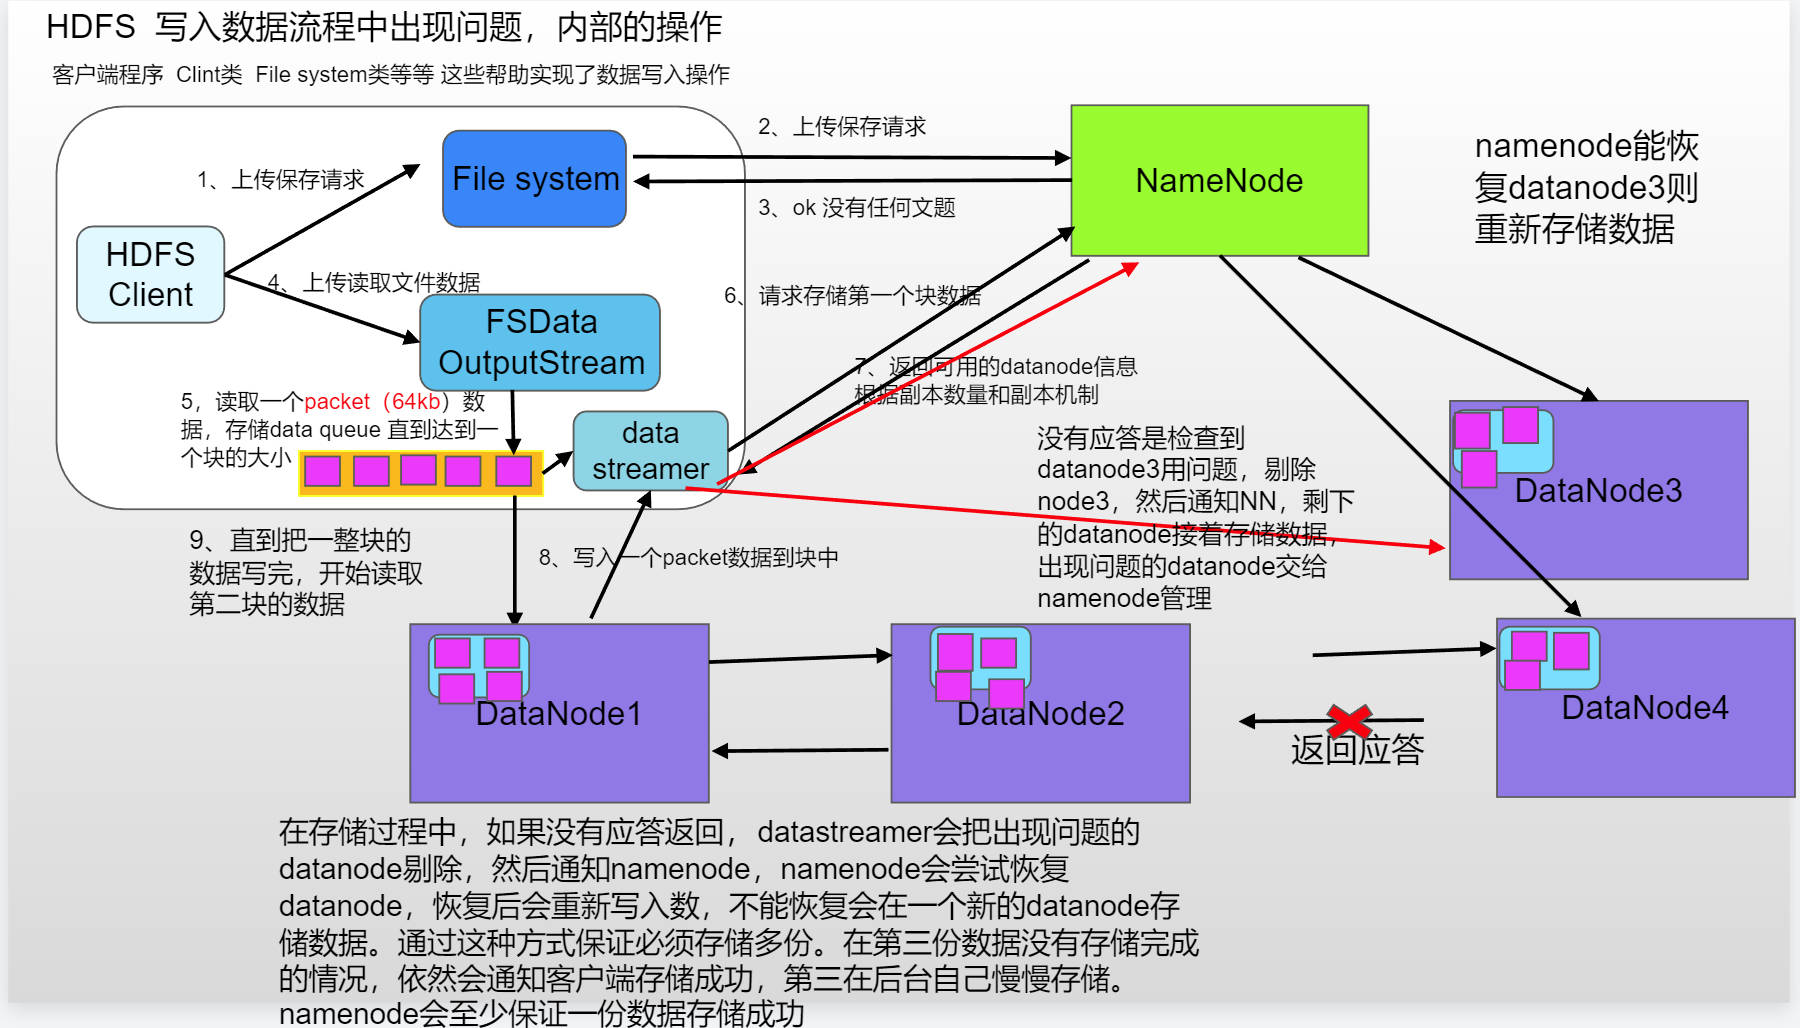 HDFS 写入数据流程中出现问题，内部的操作
客户端程序 Clint类 File system类等等 这些帮助实现了数据写入操作
2、上传保存请求
File system
NameNode
namenode能恢
复datanode3则
重新存储数据
1、上传保存请求
3、ok 没有任何文题
HDFS
Client
4、上传读取文件数据
6、请求存储第一个块数据
FSData
OutputStream
7、返回可用的datanode信息
根据副本数量和副本机制
5，读取一个packet（64kb）数
据，存储data queue 直到达到一
个块的大小
data
streamer
没有应答是检查到
datanode3用问题，剔除
node3，然后通知NN，剩下
的datanode接着存储数据，
出现问题的datanode交给
namenode管理
DataNode3
9、直到把一整块的
数据写完，开始读取
第二块的数据
8、写入一个packet数据到块中
DataNode1
DataNode2
DataNode4
返回应答
在存储过程中，如果没有应答返回，datastreamer会把出现问题的
datanode剔除，然后通知namenode，namenode会尝试恢复
datanode，恢复后会重新写入数，不能恢复会在一个新的datanode存
储数据。通过这种方式保证必须存储多份。在第三份数据没有存储完成
的情况，依然会通知客户端存储成功，第三在后台自己慢慢存储。
namenode会至少保证一份数据存储成功